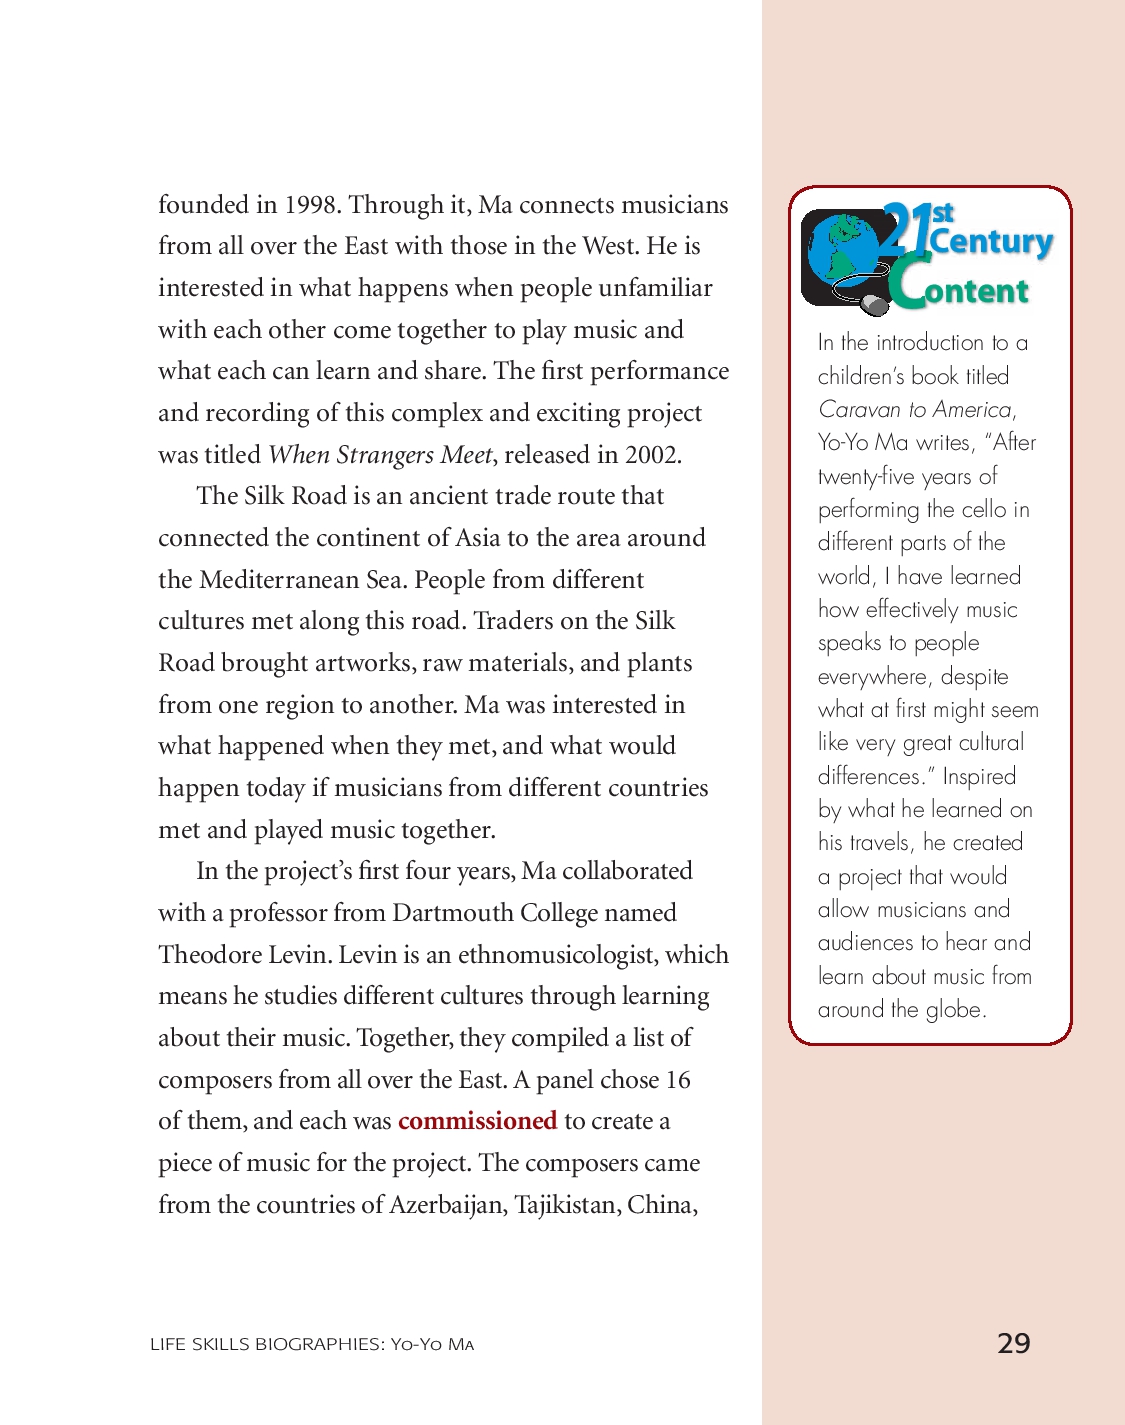 founded in 1998. Through it, Ma connects musicians
from all over the East with those in the West. He is
interested in what happens when people unfamiliar
with each other come together to play music and
what each can learn and share. The first performance
and recording of this complex and exciting project
was titled When Strangers Meet, released in 2002.
The Silk Road is an ancient trade route that
connected the continent of Asia to the area around
the Mediterranean Sea. People from different
cultures met along this road. Traders on the Silk
Road brought artworks, raw materials, and plants
from one region to another. Ma was interested in
what happened when they met, and what would
happen today if musicians from different countries
met and played music together.
In the project’s first four years, Ma collaborated
with a professor from Dartmouth College named
Theodore Levin. Levin is an ethnomusicologist, which
means he studies different cultures through learning
about their music. Together, they compiled a list of
composers from all over the East. A panel chose 16
of them, and each was commissioned to create a
piece of music for the project. The composers came
from the countries of Azerbaijan, Tajikistan, China,
21st
Century
Content
In the introduction to a
children’s book titled
Caravan to America,
Yo-Yo Ma writes, “After
twenty-five years of
performing the cello in
different parts of the
world, I have learned
how effectively music
speaks to people
everywhere, despite
what at first might seem
like very great cultural
differences.” Inspired
by what he learned on
his travels, he created
a project that would
allow musicians and
audiences to hear and
learn about music from
around the globe.
LIFE SKILLS BIOGRAPHIES: YO-YO MA
29